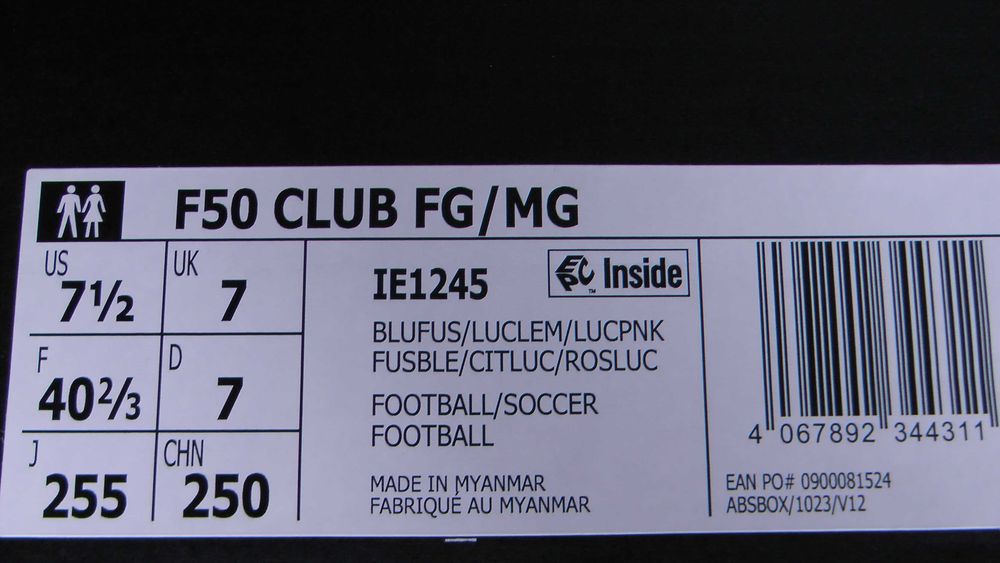 F50 CLUB FG/MG
US
7½
UK
7
F
40⅔
D
7
J
255
CHN
250
IE1245
EPC Inside
™
BLUFUS/LUCLEM/LUCPNK
FUSBLE/CITLUC/ROSLUC
FOOTBALL/SOCCER
FOOTBALL
MADE IN MYANMAR
FABRIQUÉ AU MYANMAR
4 067892 344311
EAN PO# 0900081524
ABSBOX/1023/V12